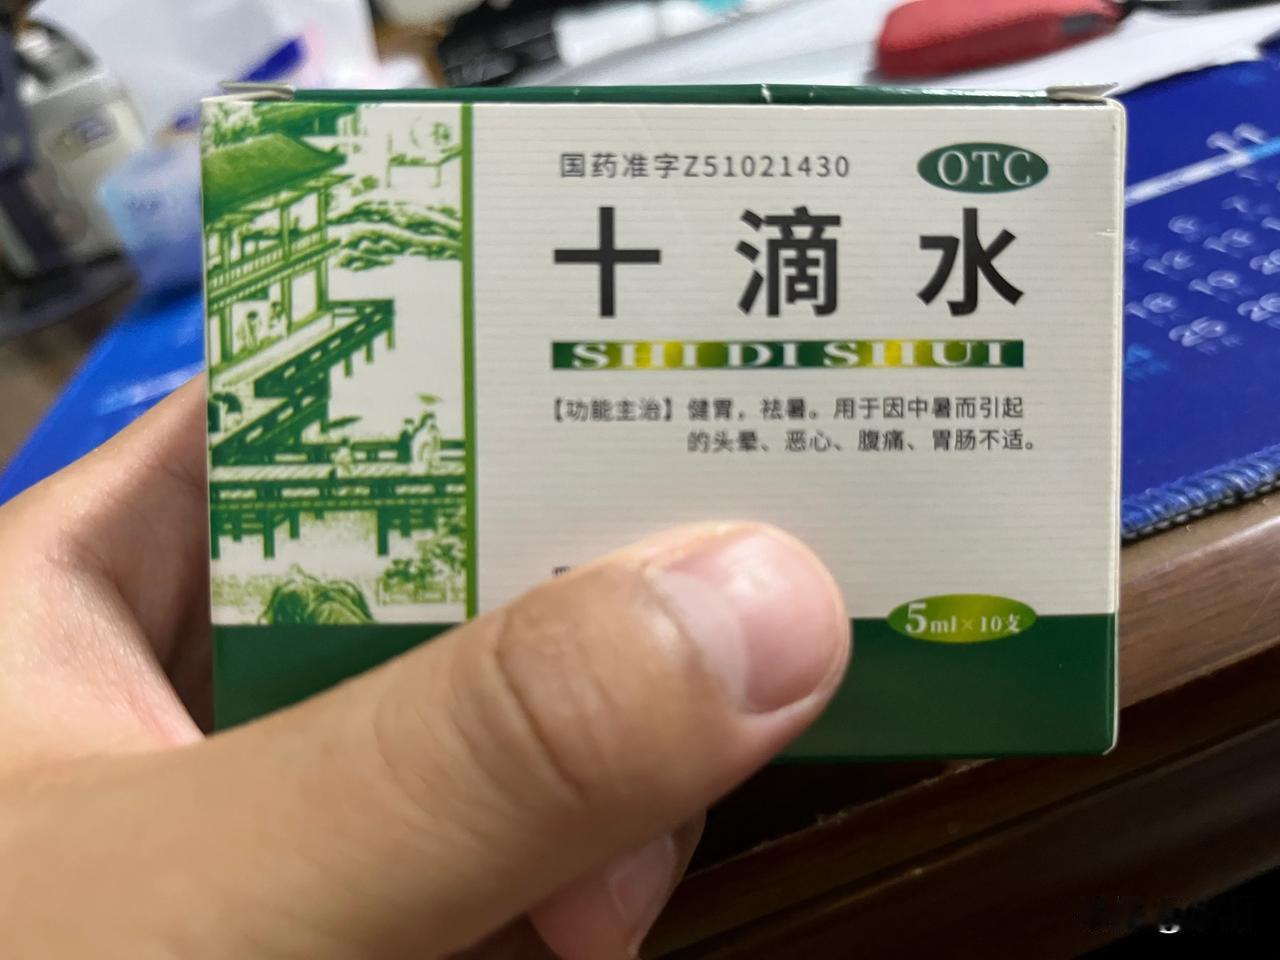 国药准字Z51021430
OTC
十滴水
SHI DI SHUI
【功能主治】健胃，祛暑。用于因中暑而引起
的头晕、恶心、腹痛、胃肠不适。
5ml×10支